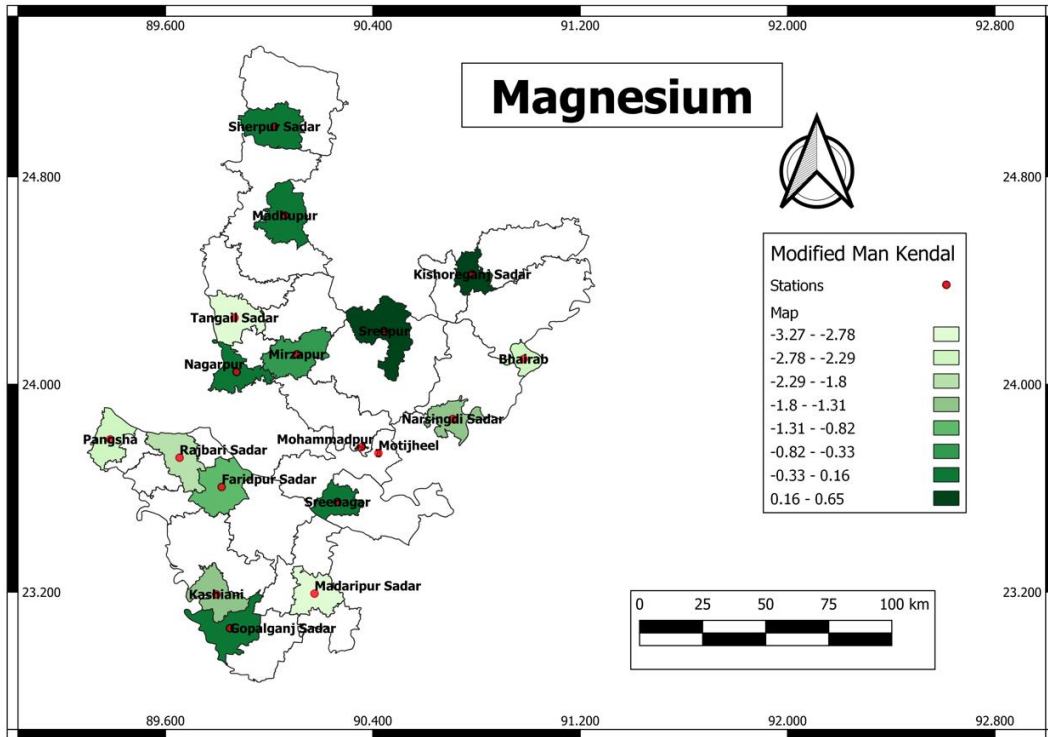 89.600 90.400 91.200 92.000 92.800
Magnesium
Sherpur Sadar
24.800 24.800
Madhupur
Modified Man Kendal
Kishoreganj Sadar
Stations
Map
Tangail Sadar
Sreepur
-3.27 - -2.78
Mirzapur
Bhairab
-2.78 - -2.29
Nagarpur
24.000 24.000
-2.29 - -1.8
-1.8 - -1.31
Narsingdi Sadar
-1.31 - -0.82
Pangsha
Mohammadpur
Motijheel
Rajbari Sadar
-0.82 - -0.33
Faridpur Sadar
-0.33 - 0.16
Sreenagar
0.16 - 0.65
Madaripur Sadar
23.200 23.200
Kashiani
0 25 50 75 100 km
Gopalganj Sadar
89.600 90.400 91.200 92.000 92.800